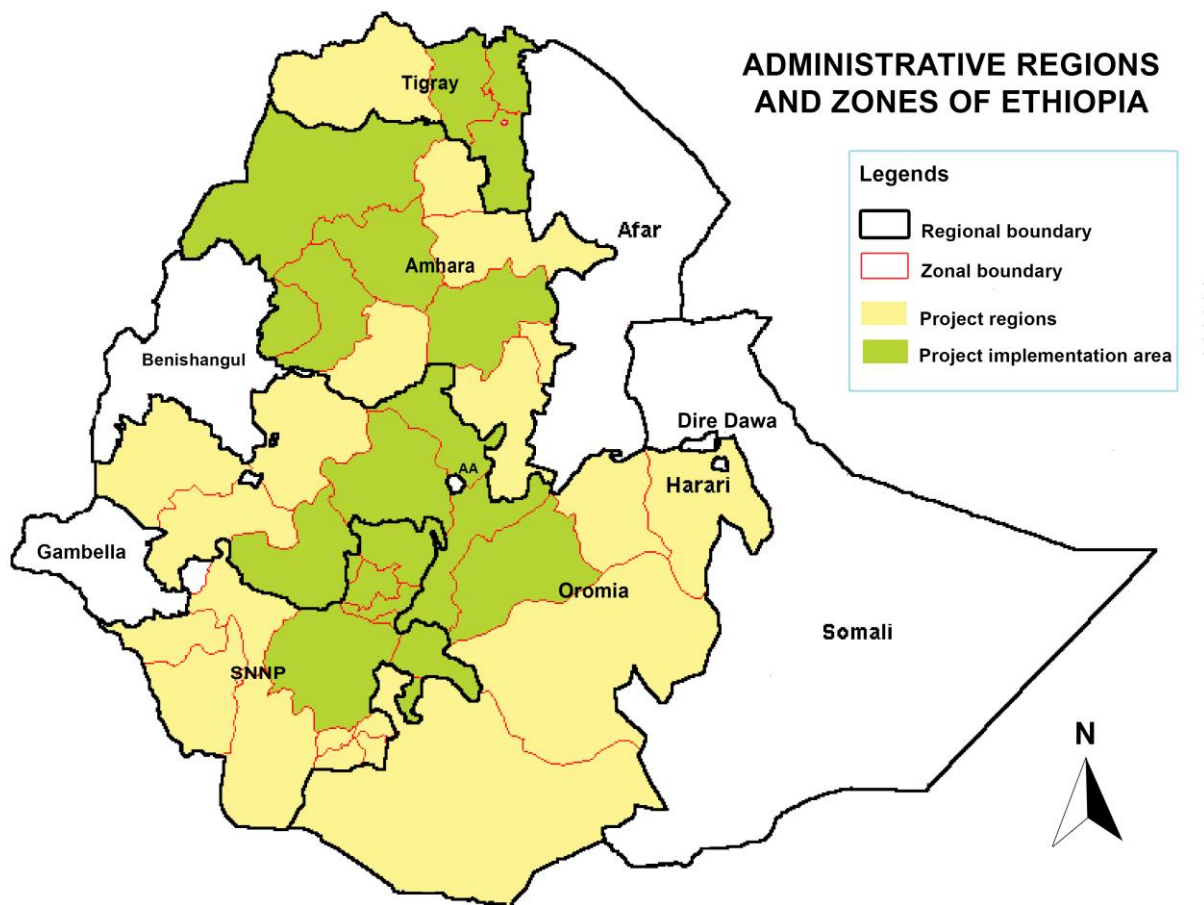 ADMINISTRATIVE REGIONS
AND ZONES OF ETHIOPIA
Legends
Regional boundary
Zonal boundary
Project regions
Project implementation area
Tigray
Afar
Amhara
Benishangul
Dire Dawa
AA
Harari
Gambella
Oromia
Somali
SNNP
N